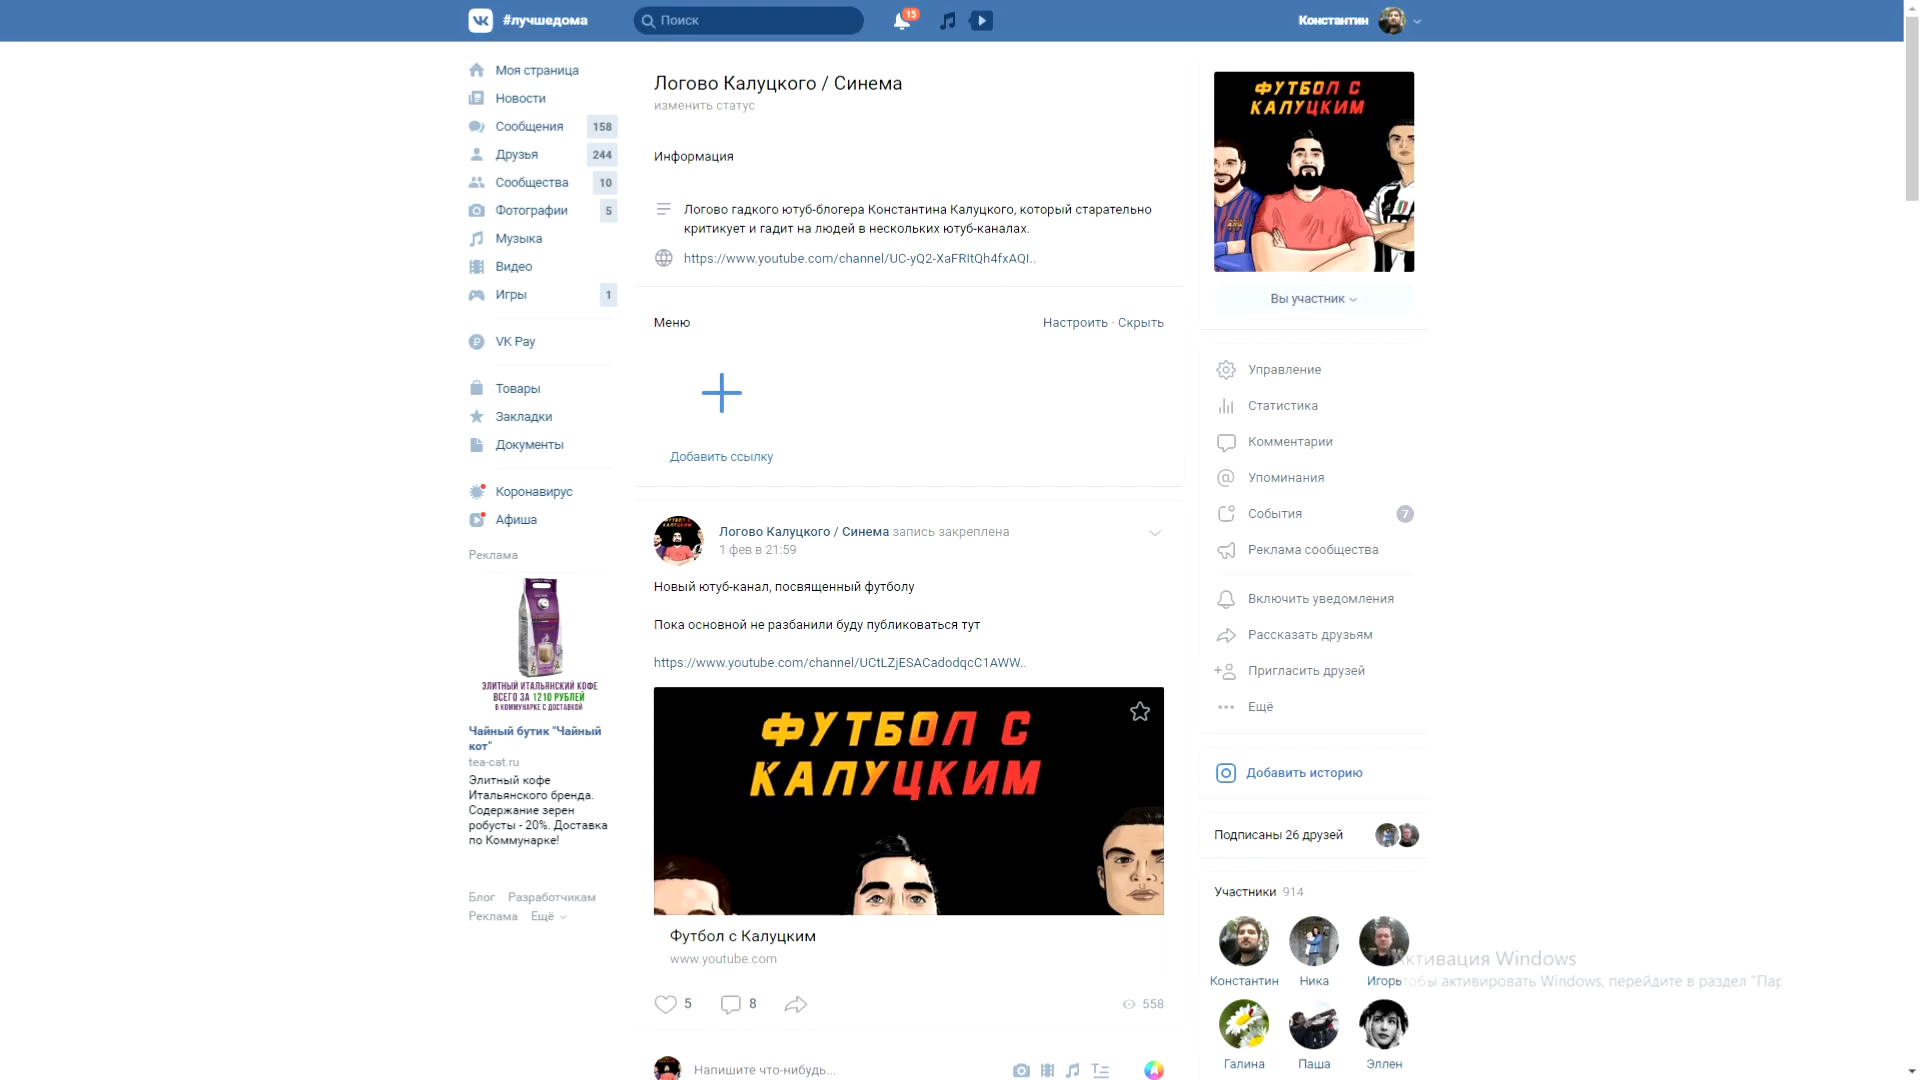 #лучшедома
Поиск
15
Константин
Моя страница
Новости
Сообщения 158
Друзья 244
Сообщества 10
Фотографии 5
Музыка
Видео
Игры 1
VK Pay
Товары
Закладки
Документы
Коронавирус
Афиша
Реклама
ЭЛИТНЫЙ ИТАЛЬЯНСКИЙ КОФЕ
ВСЕГО ЗА 1210 РУБЛЕЙ
В КОММУНАРКЕ С ДОСТАВКОЙ
Чайный бутик "Чайный
кот"
tea-cat.ru
Элитный кофе
Итальянского бренда.
Содержание зерен
робусты - 20%. Доставка
по Коммунарке!
Блог Разработчикам
Реклама Ещё
Логово Калуцкого / Синема
изменить статус
Информация
Логово гадкого ютуб-блогера Константина Калуцкого, который старательно
критикует и гадит на людей в нескольких ютуб-каналах.
https://www.youtube.com/channel/UC-yQ2-XaFRItQh4fxAQI..
Меню
Настроить · Скрыть
Добавить ссылку
Логово Калуцкого / Синема запись закреплена
1 фев в 21:59
Новый ютуб-канал, посвященный футболу
Пока основной не разбанили буду публиковаться тут
https://www.youtube.com/channel/UCtLZjESACadodqcC1AWW..
ФУТБОЛ С
КАЛУЦКИМ
Футбол с Калуцким
www.youtube.com
5 8 558
Напишите что-нибудь...
ФУТБОЛ С
КАЛУЦКИМ
Вы участник
Управление
Статистика
Комментарии
Упоминания
События 7
Реклама сообщества
Включить уведомления
Рассказать друзьям
Пригласить друзей
Ещё
Добавить историю
Подписаны 26 друзей
Участники 914
Константин Ника Игорь
Галина Паша Эллен
Активация Windows
Чтобы активировать Windows, перейдите в раздел "Пар